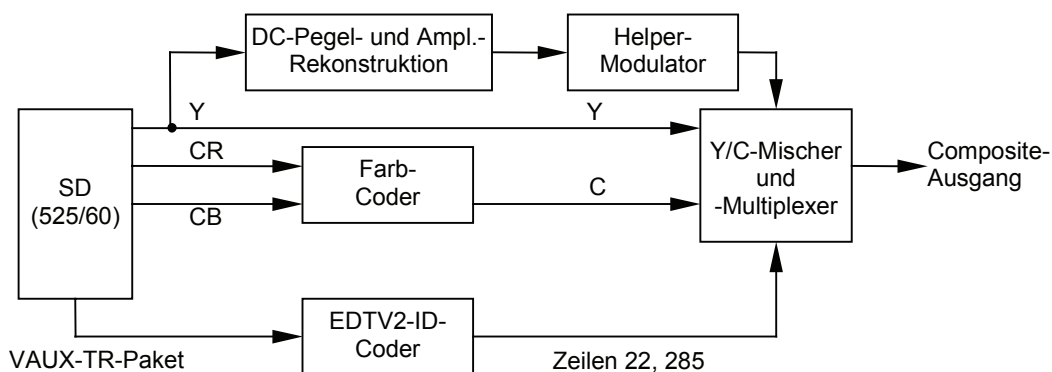 DC-Pegel- und Ampl.-
Rekonstruktion
Helper-
Modulator
Y
Y
CR
CB
SD
(525/60)
Farb-
Coder
C
Y/C-Mischer
und
-Multiplexer
Composite-
Ausgang
EDTV2-ID-
Coder
VAUX-TR-Paket
Zeilen 22, 285